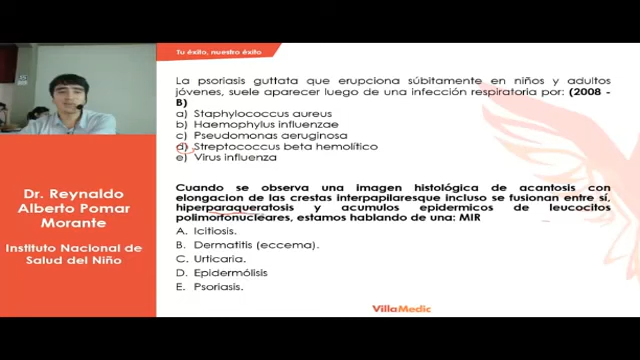 Tu éxito, nuestro éxito
La psoriasis guttata que erupciona súbitamente en niños y adultos
jóvenes, suele aparecer luego de una infección respiratoria por: (2008 -
B)
a) Staphylococcus aureus
b) Haemophylus influenzae
c) Pseudomonas aeruginosa
d) Streptococcus beta hemolítico
e) Virus influenza
Cuando se observa una imagen histológica de acantosis con
elongacion de las crestas interpapilaresque incluso se fusionan entre sí,
hiperparaqueratosis y acumulos epidermicos de leucocitos
polimorfonucleares, estamos hablando de una: MIR
A. Icitiosis.
B. Dermatitis (eccema).
C. Urticaria.
D. Epidermólisis
E. Psoriasis.
Dr. Reynaldo
Alberto Pomar
Morante
Instituto Nacional de
Salud del Niño
VillaMedic